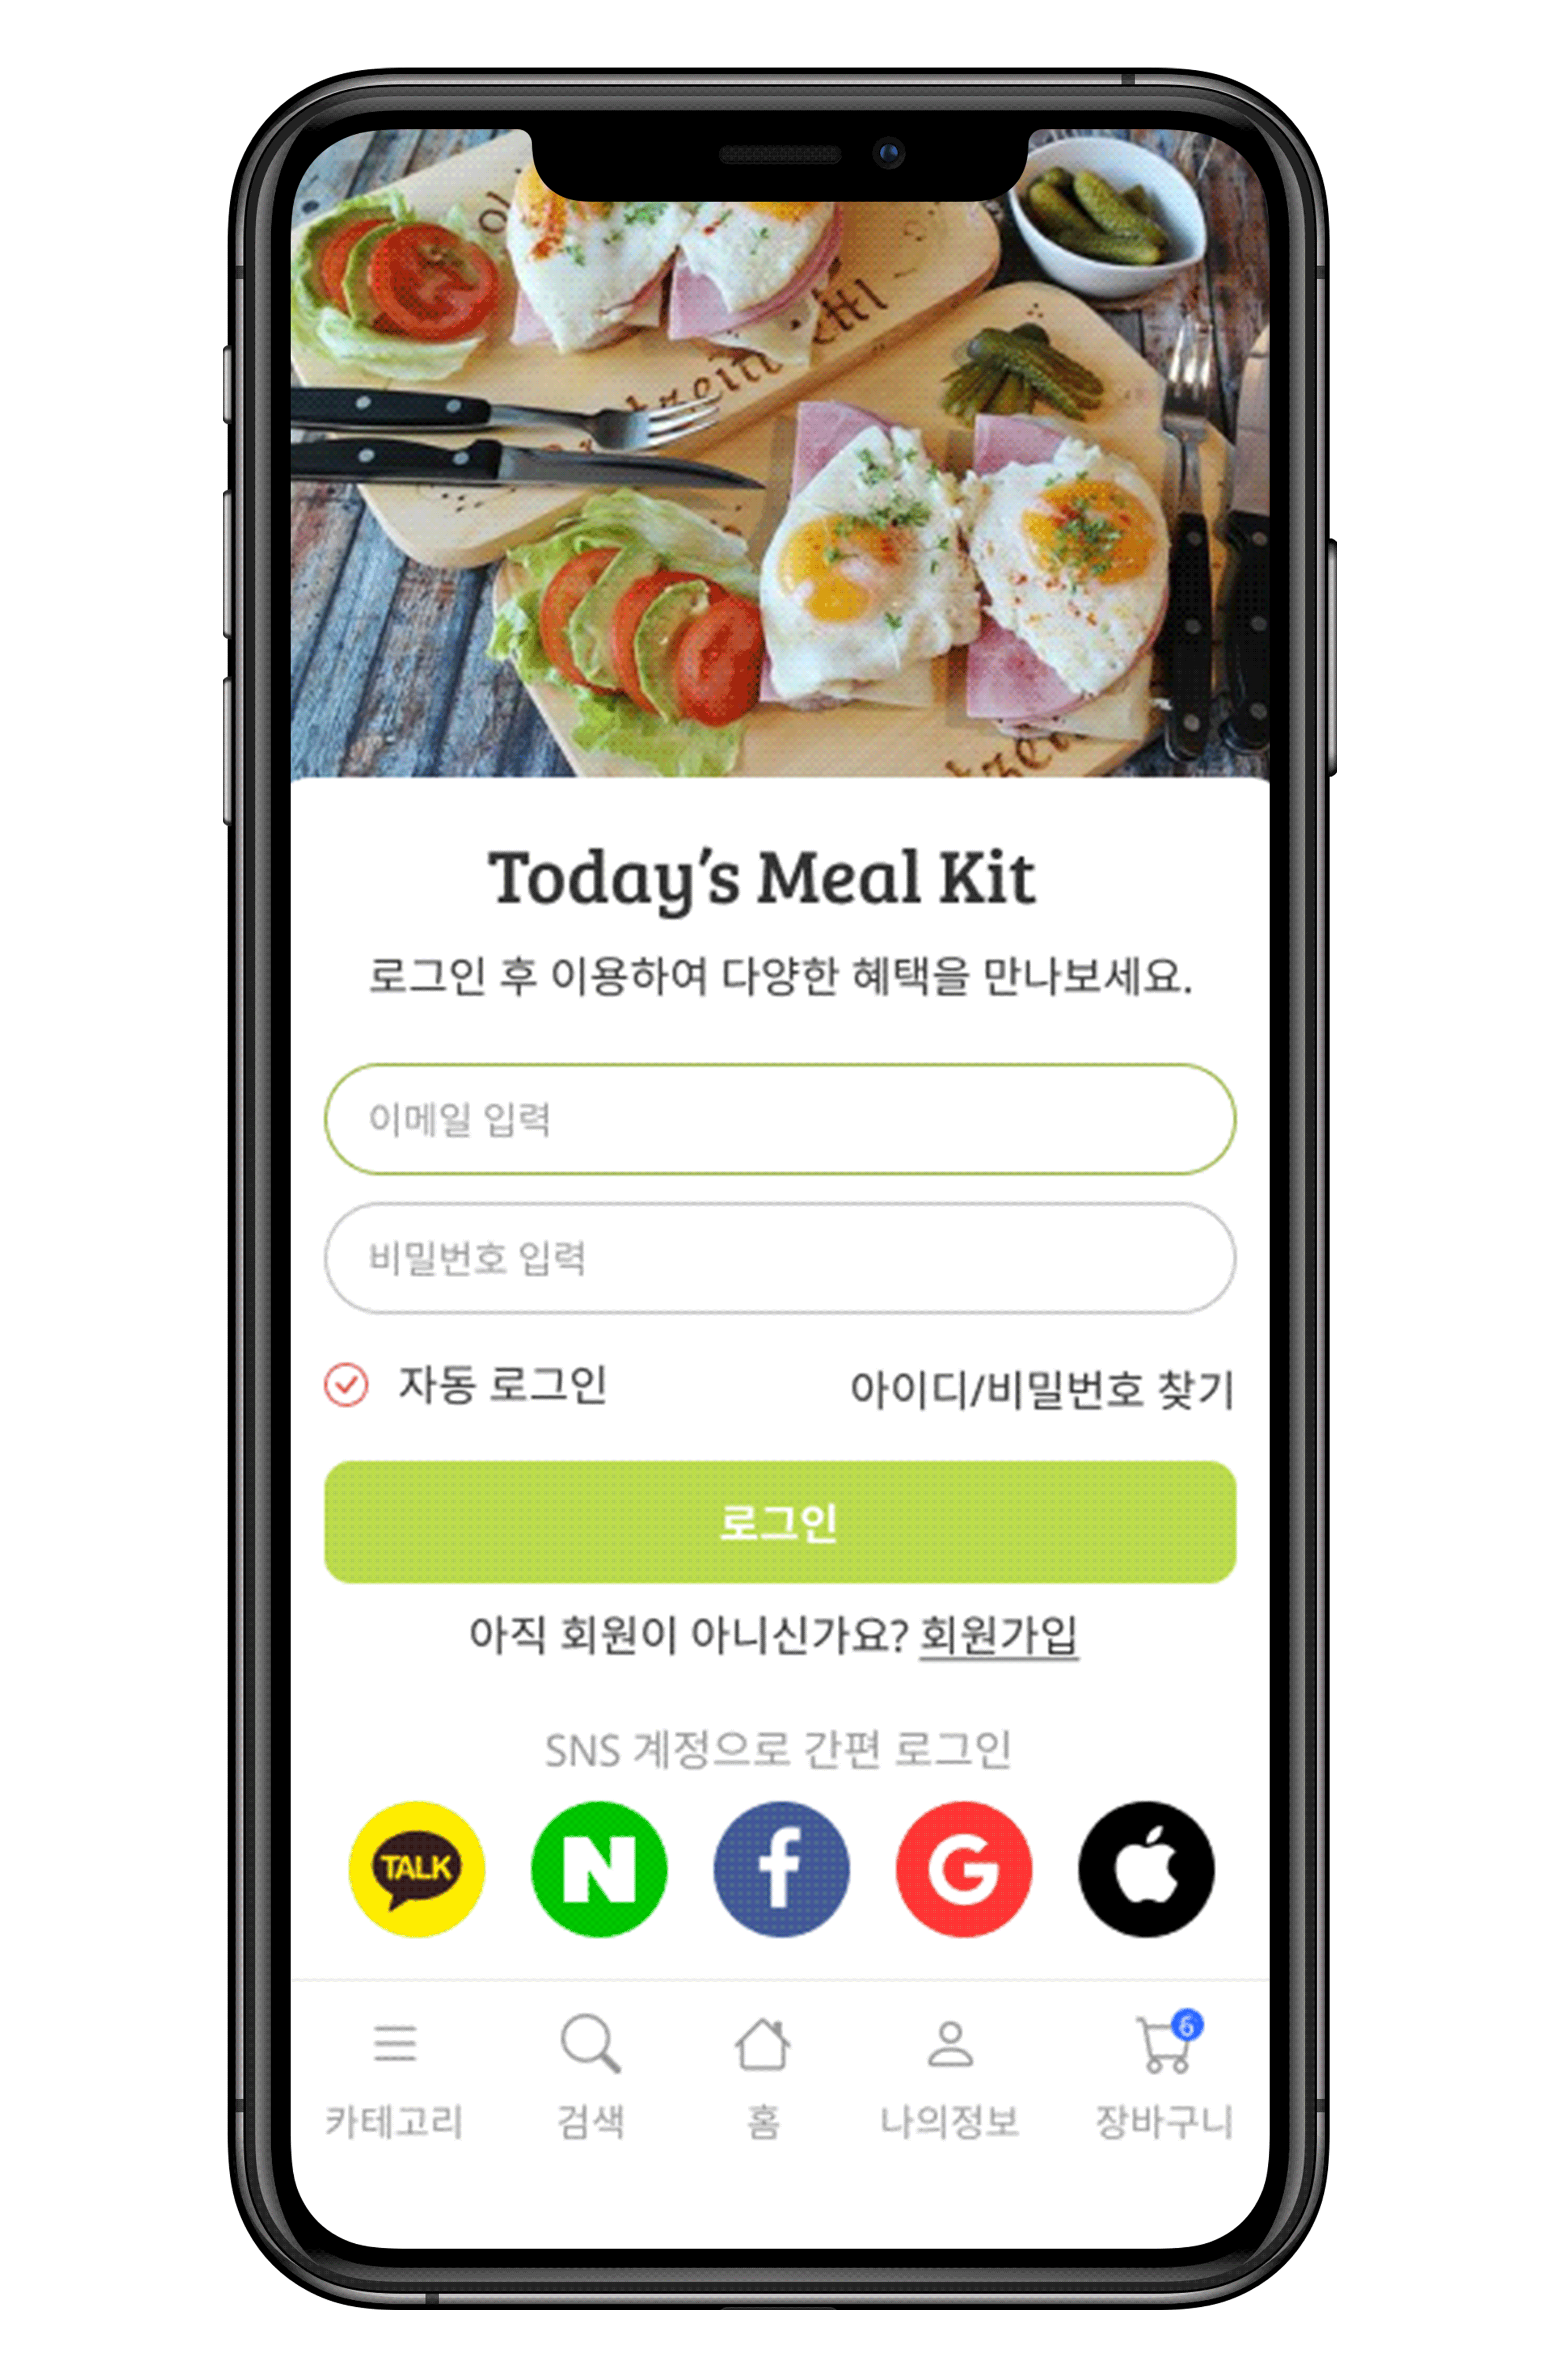 Today's Meal Kit
로그인 후 이용하여 다양한 혜택을 만나보세요.
이메일 입력
비밀번호 입력
자동 로그인
아이디/비밀번호 찾기
로그인
아직 회원이 아니신가요? 회원가입
SNS 계정으로 간편 로그인
TALK N f G
6
카테고리 검색 홈 나의정보 장바구니